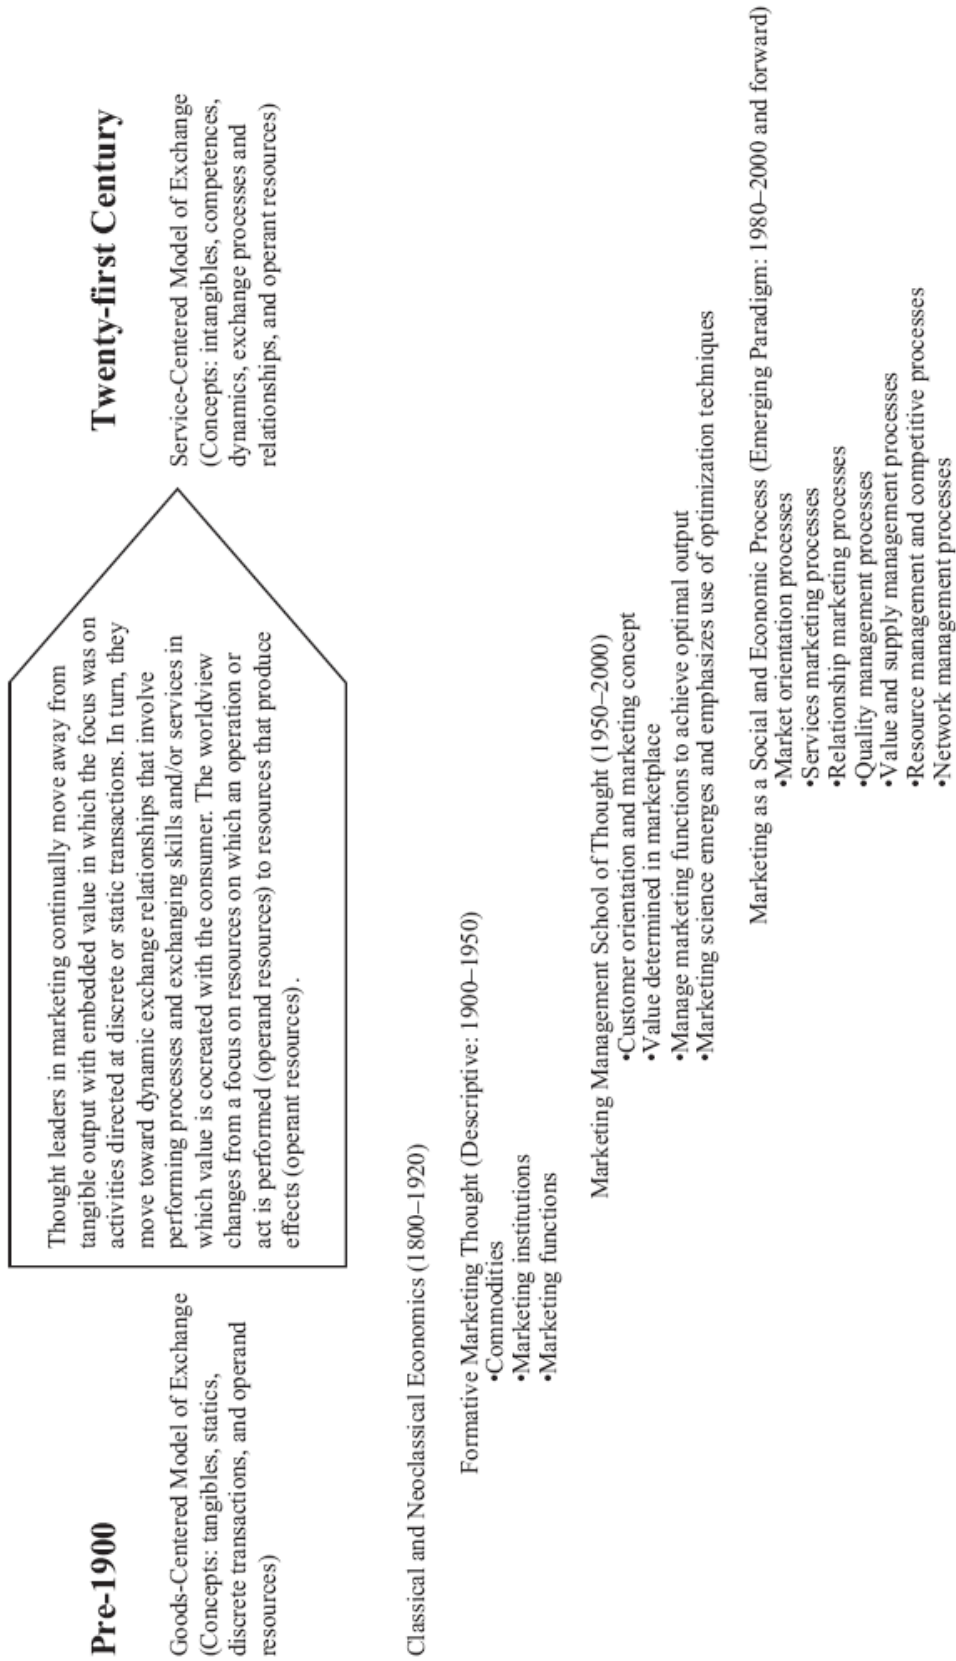 Pre-1900
Goods-Centered Model of Exchange
(Concepts: tangibles, statics,
discrete transactions, and operand
resources)
Thought leaders in marketing continually move away from
tangible output with embedded value in which the focus was on
activities directed at discrete or static transactions. In turn, they
move toward dynamic exchange relationships that involve
performing processes and exchanging skills and/or services in
which value is cocreated with the consumer. The worldview
changes from a focus on resources on which an operation or
act is performed (operand resources) to resources that produce
effects (operant resources).
Twenty-first Century
Service-Centered Model of Exchange
(Concepts: intangibles, competences,
dynamics, exchange processes and
relationships, and operant resources)
Classical and Neoclassical Economics (1800–1920)
Formative Marketing Thought (Descriptive: 1900–1950)
•Commodities
•Marketing institutions
•Marketing functions
Marketing Management School of Thought (1950–2000)
•Customer orientation and marketing concept
•Value determined in marketplace
•Manage marketing functions to achieve optimal output
•Marketing science emerges and emphasizes use of optimization techniques
Marketing as a Social and Economic Process (Emerging Paradigm: 1980–2000 and forward)
•Market orientation processes
•Services marketing processes
•Relationship marketing processes
•Quality management processes
•Value and supply management processes
•Resource management and competitive processes
•Network management processes